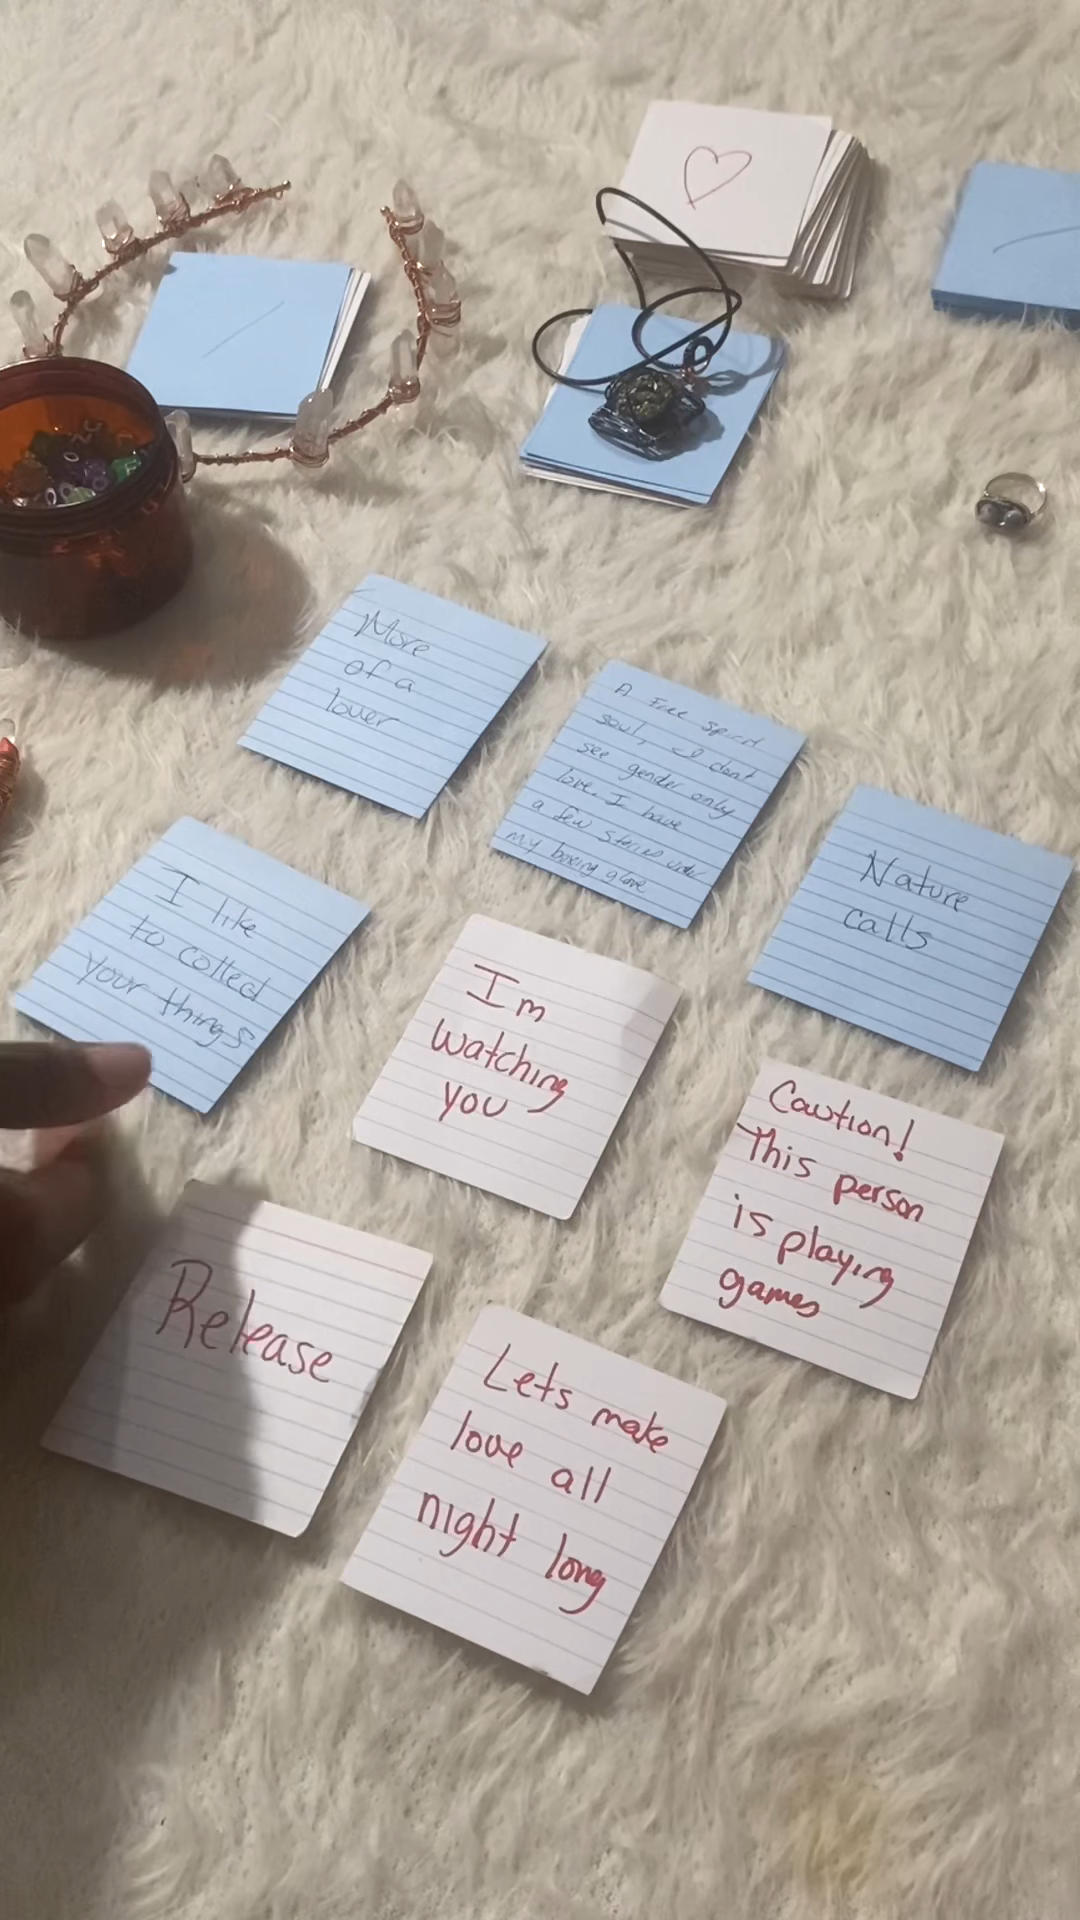 More
of a
lover
A Free spirit
soul, I dont
see gender only
love. I have
a few stories under
my boxing glove
Nature
calls
I like
to collect
your things
Im
watching
you
Caution!
This person
is playing
games
Release
Lets make
love all
night long